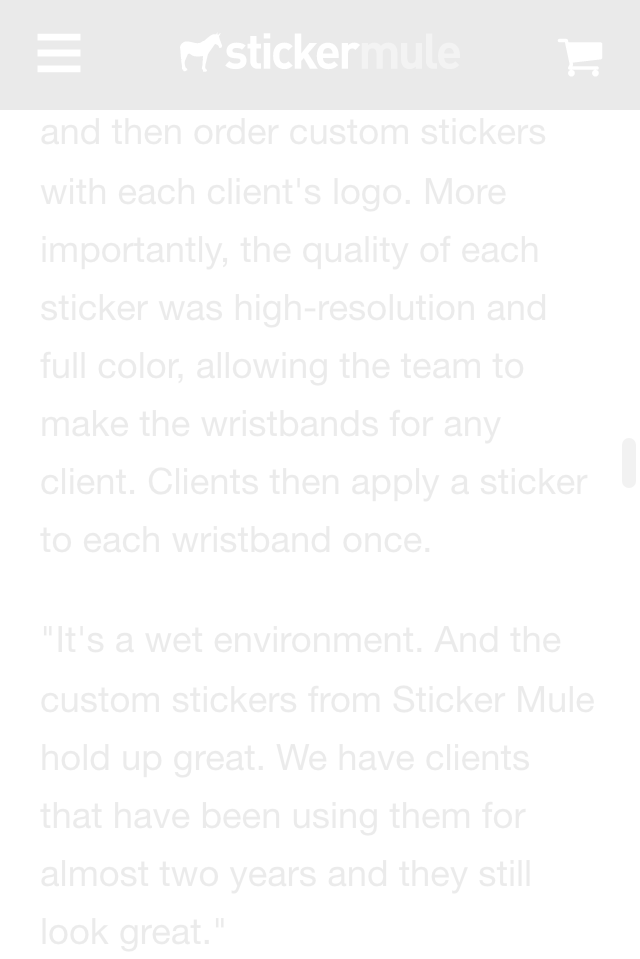 stickermule
and then order custom stickers
with each client's logo. More
importantly, the quality of each
sticker was high-resolution and
full color, allowing the team to
make the wristbands for any
client. Clients then apply a sticker
to each wristband once.
"It's a wet environment. And the
custom stickers from Sticker Mule
hold up great. We have clients
that have been using them for
almost two years and they still
look great."